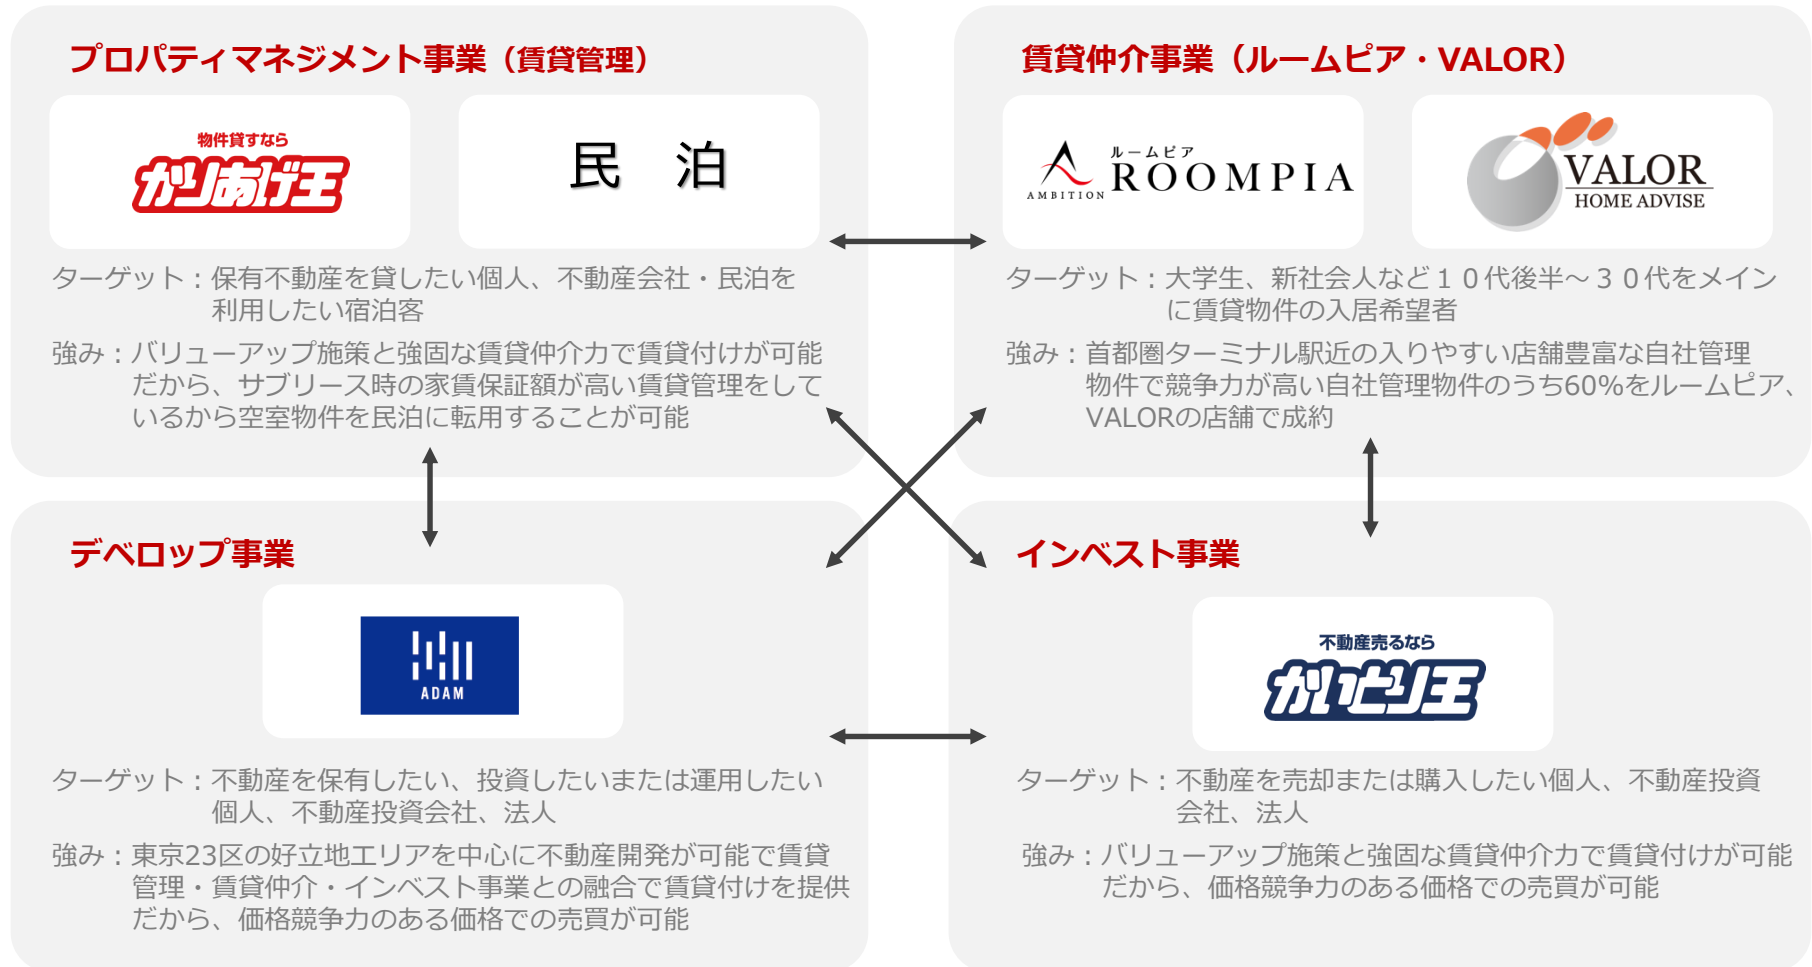 プロパティマネジメント事業（賃貸管理）
物件貸すなら
かりあげ王
民　泊
ターゲット：保有不動産を貸したい個人、不動産会社・民泊を
利用したい宿泊客
強み：バリューアップ施策と強固な賃貸仲介力で賃貸付けが可能
だから、サブリース時の家賃保証額が高い賃貸管理をして
いるから空室物件を民泊に転用することが可能
賃貸仲介事業（ルームピア・VALOR）
ルームピア
AMBITION ROOMPIA
VALOR
HOME ADVISE
ターゲット：大学生、新社会人など１０代後半～３０代をメイン
に賃貸物件の入居希望者
強み：首都圏ターミナル駅近の入りやすい店舗豊富な自社管理
物件で競争力が高い自社管理物件のうち60%をルームピア、
VALORの店舗で成約
デベロップ事業
ADAM
ターゲット：不動産を保有したい、投資したいまたは運用したい
個人、不動産投資会社、法人
強み：東京23区の好立地エリアを中心に不動産開発が可能で賃貸
管理・賃貸仲介・インベスト事業との融合で賃貸付けを提供
だから、価格競争力のある価格での売買が可能
インベスト事業
不動産売るなら
かいとり王
ターゲット：不動産を売却または購入したい個人、不動産投資
会社、法人
強み：バリューアップ施策と強固な賃貸仲介力で賃貸付けが可能
だから、価格競争力のある価格での売買が可能